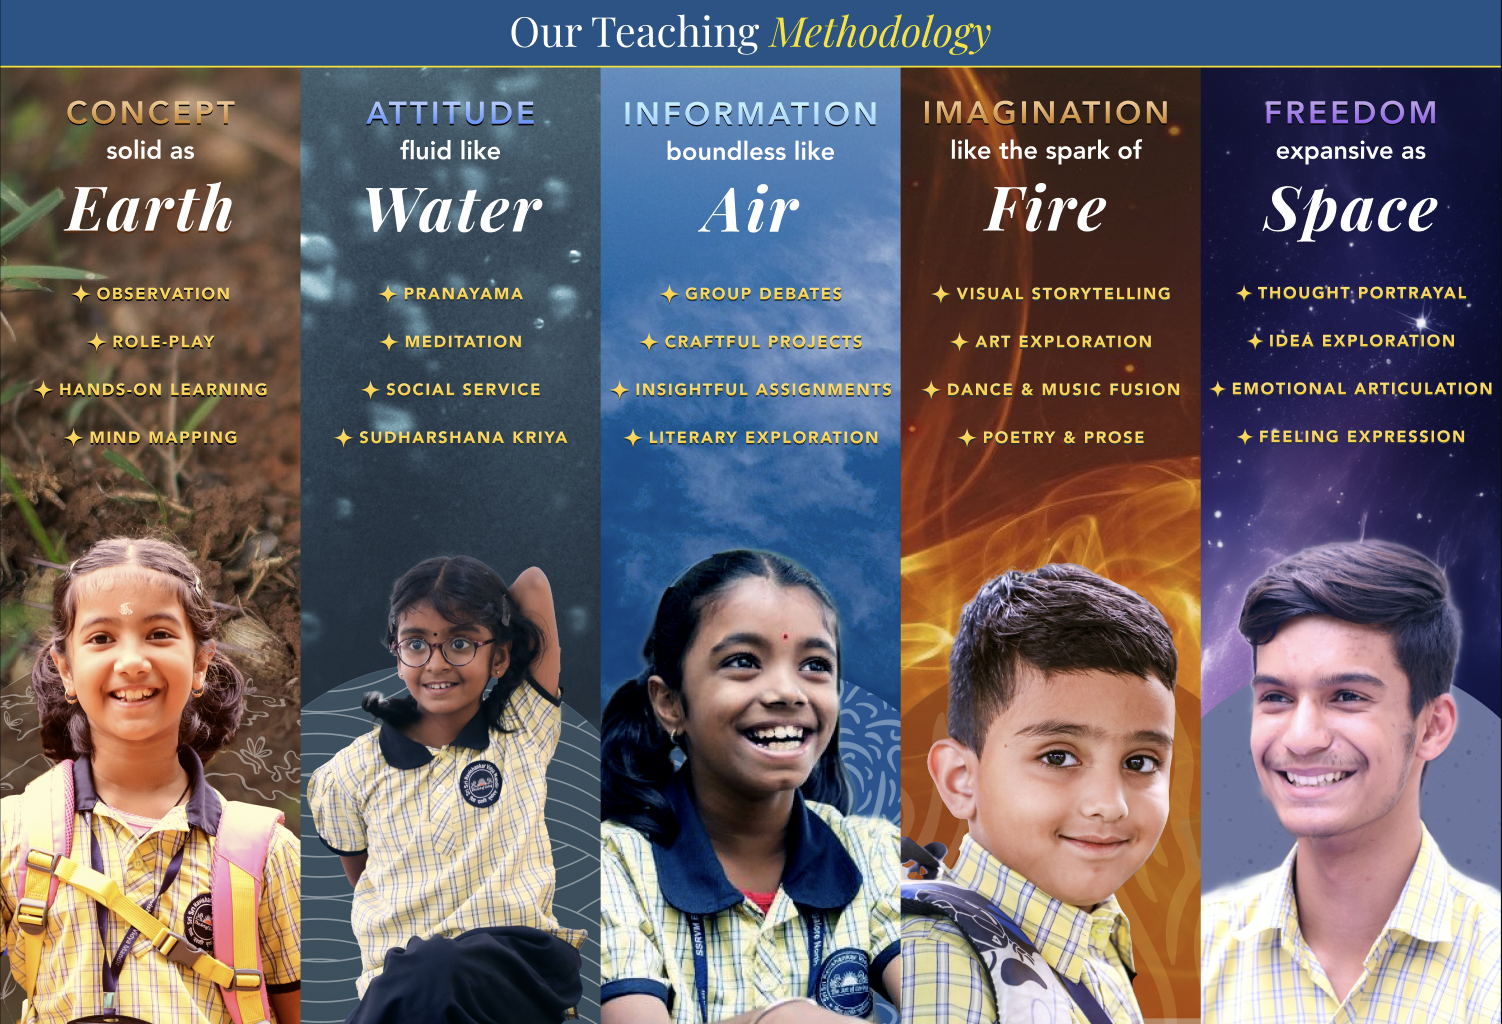 Our Teaching Methodology
CONCEPT
solid as
Earth
OBSERVATION
ROLE-PLAY
HANDS-ON LEARNING
MIND MAPPING
ATTITUDE
fluid like
Water
PRANAYAMA
MEDITATION
SOCIAL SERVICE
SUDHARSHANA KRIYA
INFORMATION
boundless like
Air
GROUP DEBATES
CRAFTFUL PROJECTS
INSIGHTFUL ASSIGNMENTS
LITERARY EXPLORATION
IMAGINATION
like the spark of
Fire
VISUAL STORYTELLING
ART EXPLORATION
DANCE & MUSIC FUSION
POETRY & PROSE
FREEDOM
expansive as
Space
THOUGHT PORTRAYAL
IDEA EXPLORATION
EMOTIONAL ARTICULATION
FEELING EXPRESSION
SSRVM